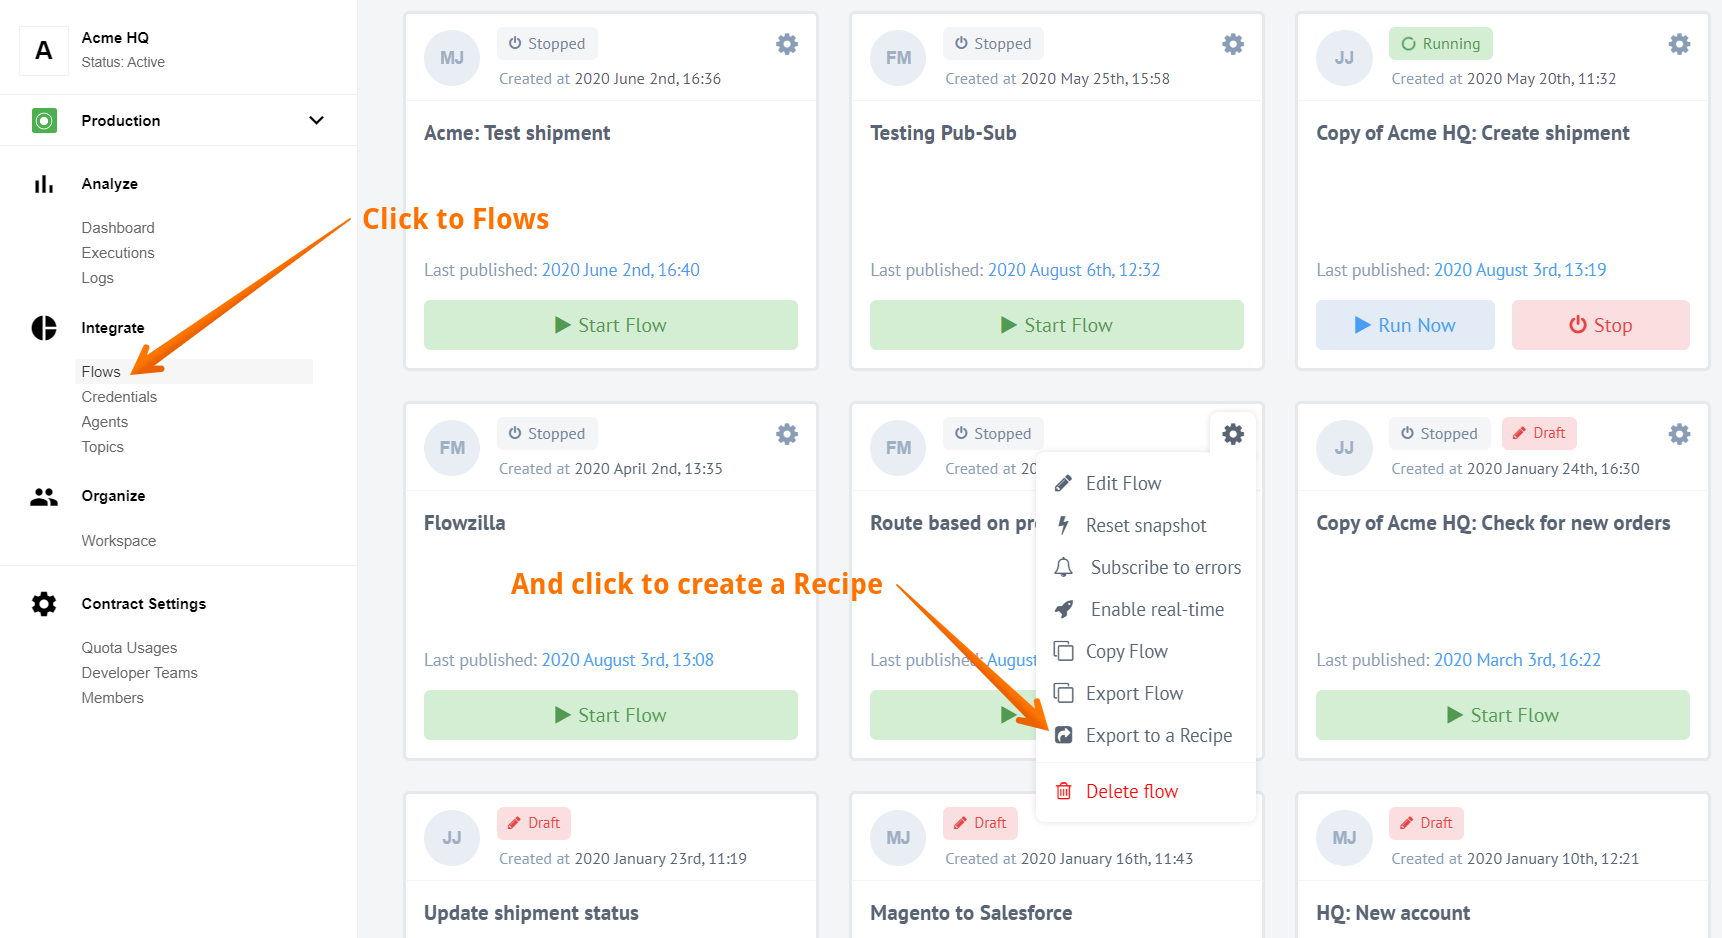 A
Acme HQ
Status: Active
Production
Analyze
Dashboard
Executions
Logs
Integrate
Flows
Credentials
Agents
Topics
Organize
Workspace
Contract Settings
Quota Usages
Developer Teams
Members
Click to Flows
And click to create a Recipe
MJ
Stopped
Created at 2020 June 2nd, 16:36
Acme: Test shipment
Last published: 2020 June 2nd, 16:40
Start Flow
FM
Stopped
Created at 2020 May 25th, 15:58
Testing Pub-Sub
Last published: 2020 August 6th, 12:32
Start Flow
JJ
Running
Created at 2020 May 20th, 11:32
Copy of Acme HQ: Create shipment
Last published: 2020 August 3rd, 13:19
Run Now
Stop
FM
Stopped
Created at 2020 April 2nd, 13:35
Flowzilla
Last published: 2020 August 3rd, 13:08
Start Flow
FM
Stopped
Created at 20
Route based on pr
Last published: August
Edit Flow
Reset snapshot
Subscribe to errors
Enable real-time
Copy Flow
Export Flow
Export to a Recipe
Delete flow
JJ
Stopped
Draft
Created at 2020 January 24th, 16:30
Copy of Acme HQ: Check for new orders
Last published: 2020 March 3rd, 16:22
Start Flow
JJ
Draft
Created at 2020 January 23rd, 11:19
Update shipment status
MJ
Draft
Created at 2020 January 16th, 11:43
Magento to Salesforce
MJ
Draft
Created at 2020 January 10th, 12:21
HQ: New account